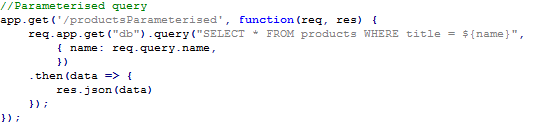 //Parameterised query
app.get('/productsParameterised', function(req, res) {
    req.app.get("db").query("SELECT * FROM products WHERE title = ${name}",
        { name: req.query.name,
        })
    .then(data => {
        res.json(data)
    });
});